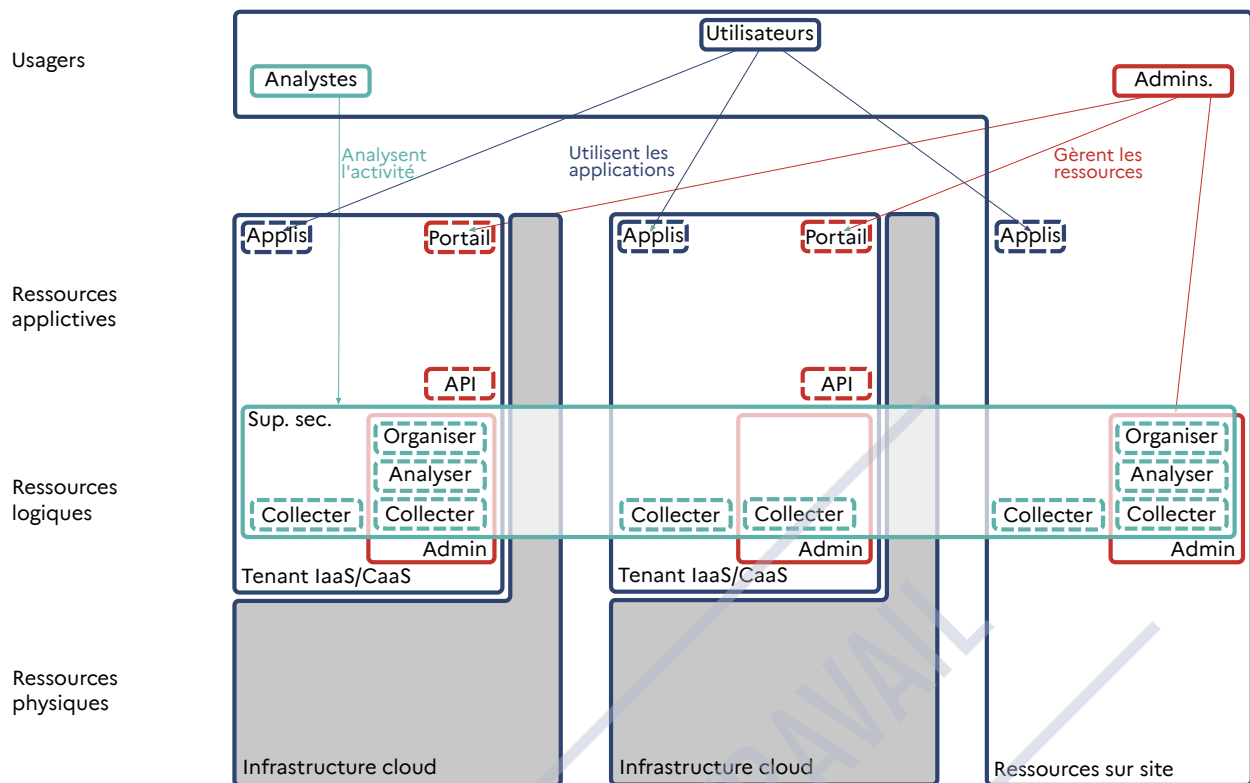 Usagers
Utilisateurs
Analystes
Admins.
Analysent
l'activité
Utilisent les
applications
Gèrent les
ressources
Applis
Portail
Applis
Portail
Applis
Ressources
applictives
API
API
Sup. sec.
Organiser
Organiser
Analyser
Analyser
Ressources
logiques
Collecter
Collecter
Collecter
Collecter
Collecter
Collecter
Admin
Admin
Admin
Tenant IaaS/CaaS
Tenant IaaS/CaaS
Ressources
physiques
RAVAIL
Infrastructure cloud
Infrastructure cloud
Ressources sur site